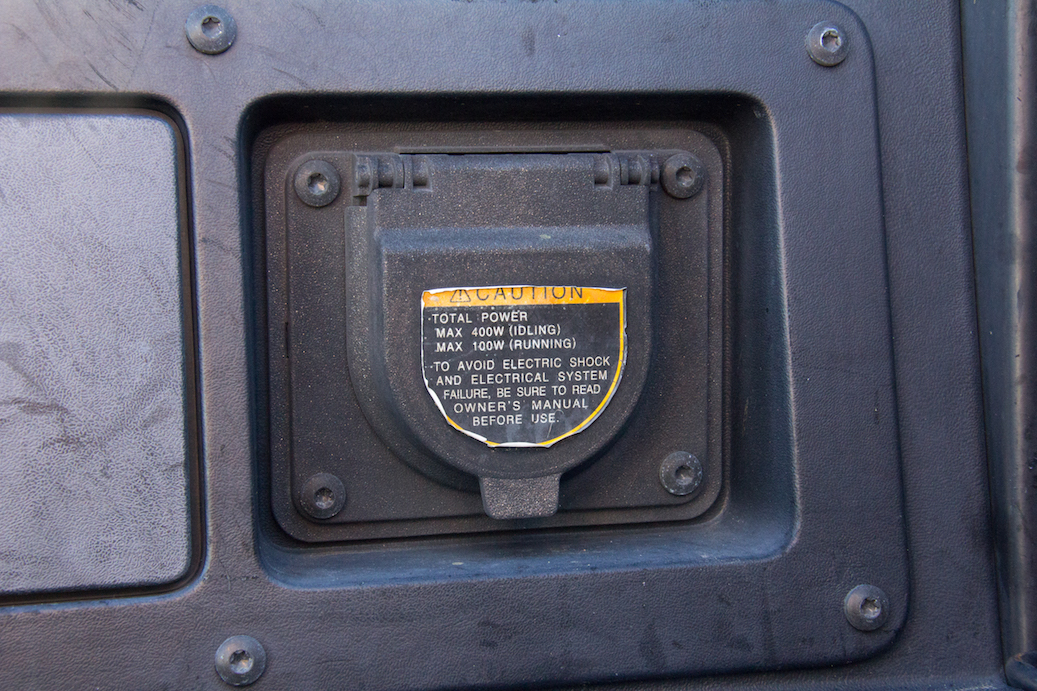 ⚠CAUTION
·TOTAL POWER
MAX 400W (IDLING)
MAX 100W (RUNNING)
·TO AVOID ELECTRIC SHOCK
AND ELECTRICAL SYSTEM
FAILURE, BE SURE TO READ
OWNER'S MANUAL
BEFORE USE.